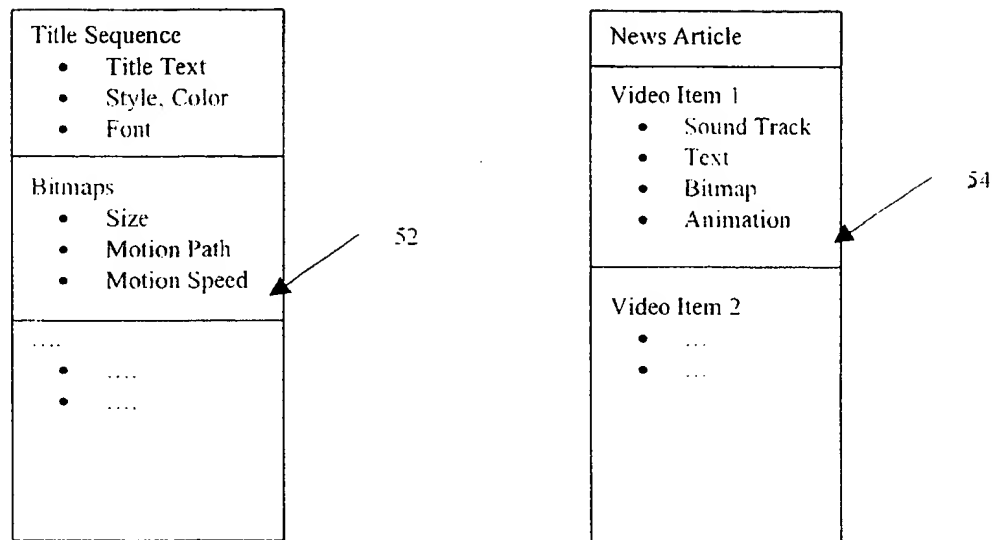 Title Sequence
• Title Text
• Style, Color
• Font
Bitmaps
• Size
• Motion Path
• Motion Speed
....
• ....
• ....
52
News Article
Video Item 1
• Sound Track
• Text
• Bitmap
• Animation
Video Item 2
• ...
• ...
54